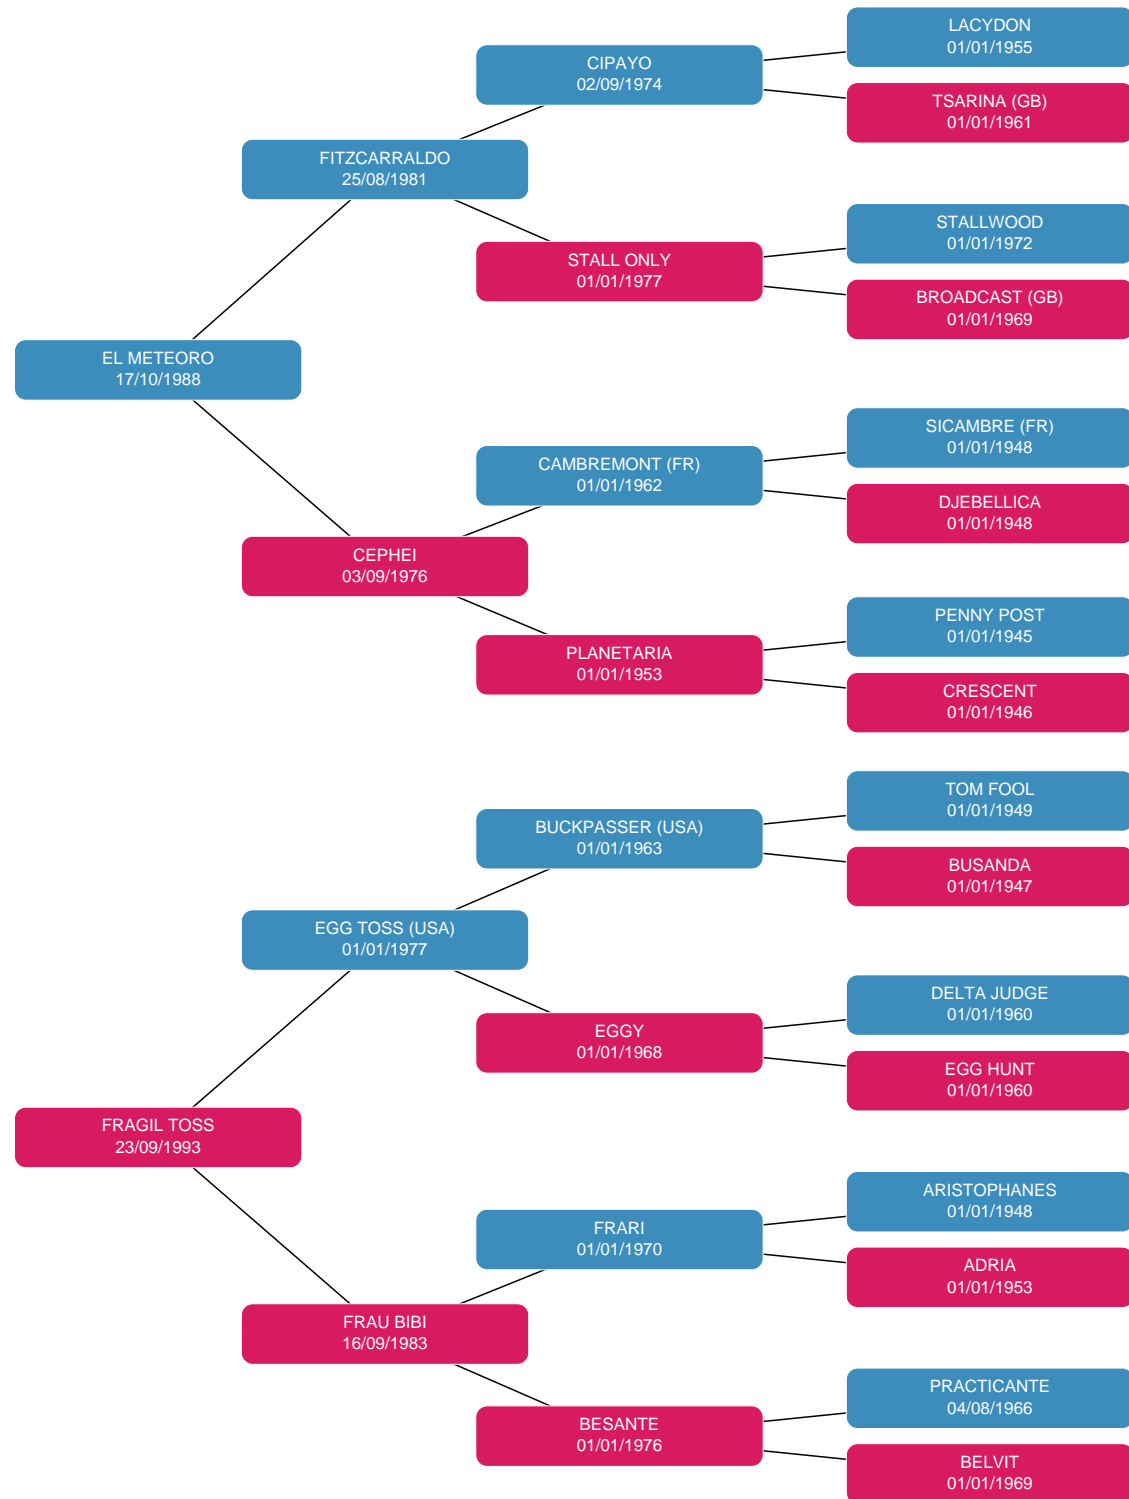 LACYDON
01/01/1955
CIPAYO
02/09/1974
TSARINA (GB)
01/01/1961
FITZCARRALDO
25/08/1981
STALLWOOD
01/01/1972
STALL ONLY
01/01/1977
BROADCAST (GB)
01/01/1969
EL METEORO
17/10/1988
SICAMBRE (FR)
01/01/1948
CAMBREMONT (FR)
01/01/1962
DJEBELLICA
01/01/1948
CEPHEI
03/09/1976
PENNY POST
01/01/1945
PLANETARIA
01/01/1953
CRESCENT
01/01/1946
TOM FOOL
01/01/1949
BUCKPASSER (USA)
01/01/1963
BUSANDA
01/01/1947
EGG TOSS (USA)
01/01/1977
DELTA JUDGE
01/01/1960
EGGY
01/01/1968
EGG HUNT
01/01/1960
FRAGIL TOSS
23/09/1993
ARISTOPHANES
01/01/1948
FRARI
01/01/1970
ADRIA
01/01/1953
FRAU BIBI
16/09/1983
PRACTICANTE
04/08/1966
BESANTE
01/01/1976
BELVIT
01/01/1969